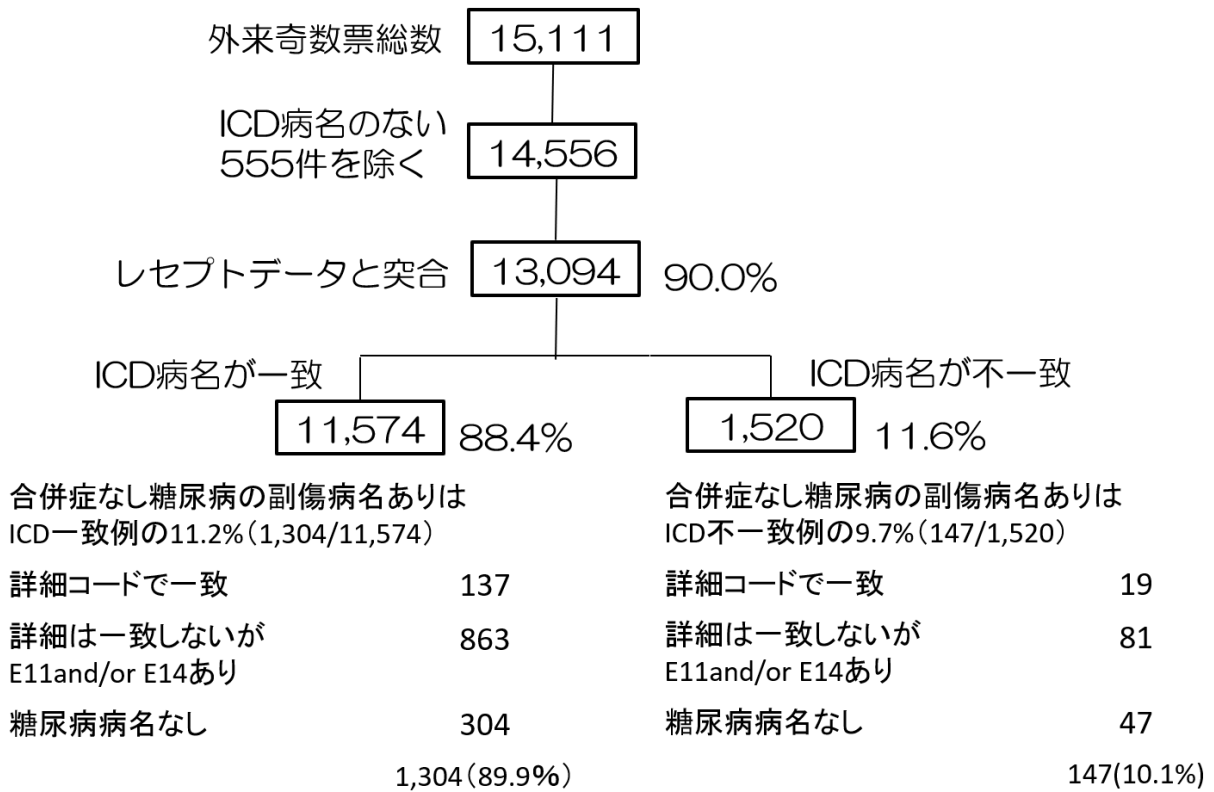 外来奇数票総数 15,111
ICD病名のない
555件を除く 14,556
レセプトデータと突合 13,094 90.0%
ICD病名が一致
11,574 88.4%
ICD病名が不一致
1,520 11.6%
合併症なし糖尿病の副傷病名ありは
ICD一致例の11.2%（1,304/11,574）
詳細コードで一致 137
詳細は一致しないが 863
E11and/or E14あり
糖尿病病名なし 304
1,304（89.9%）
合併症なし糖尿病の副傷病名ありは
ICD不一致例の9.7%（147/1,520）
詳細コードで一致 19
詳細は一致しないが 81
E11and/or E14あり
糖尿病病名なし 47
147(10.1%)